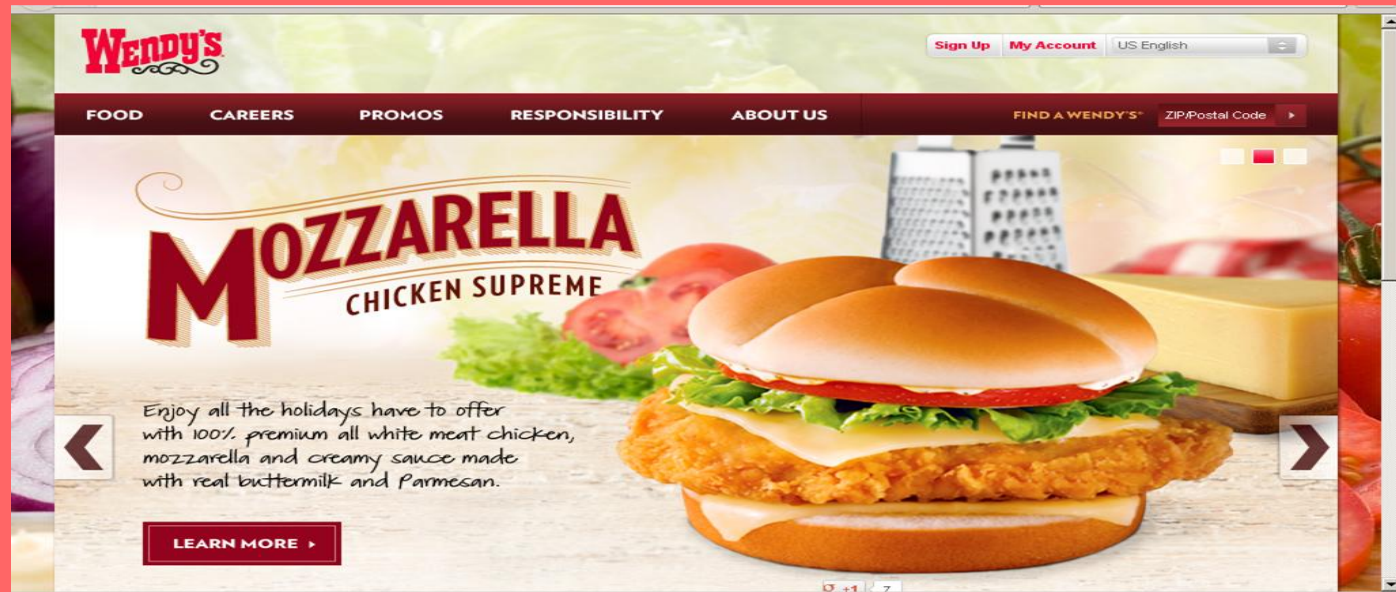 WENDY'S
Sign Up My Account US English
FOOD CAREERS PROMOS RESPONSIBILITY ABOUT US FIND A WENDY'S® ZIP/Postal Code
MOZZARELLA
CHICKEN SUPREME
Enjoy all the holidays have to offer
with 100% premium all white meat chicken,
mozzarella and creamy sauce made
with real buttermilk and Parmesan.
LEARN MORE
g +1 7